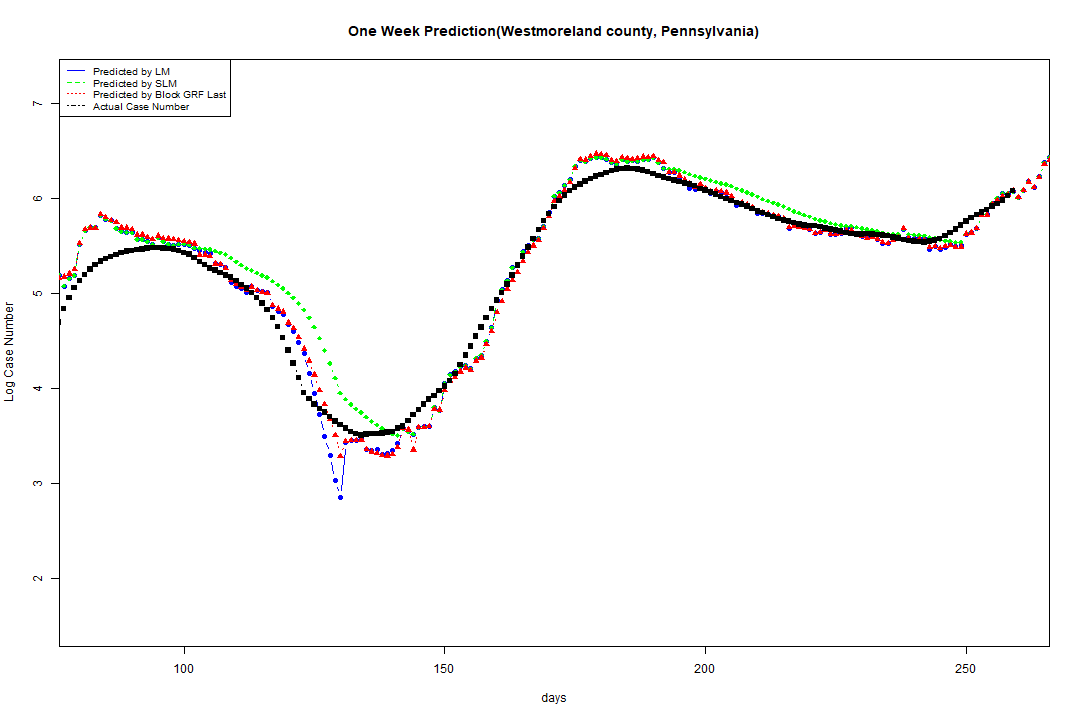 One Week Prediction(Westmoreland county, Pennsylvania)
Predicted by LM
Predicted by SLM
Predicted by Block GRF Last
Actual Case Number
Log Case Number
7
6
5
4
3
2
100 150 200 250
days